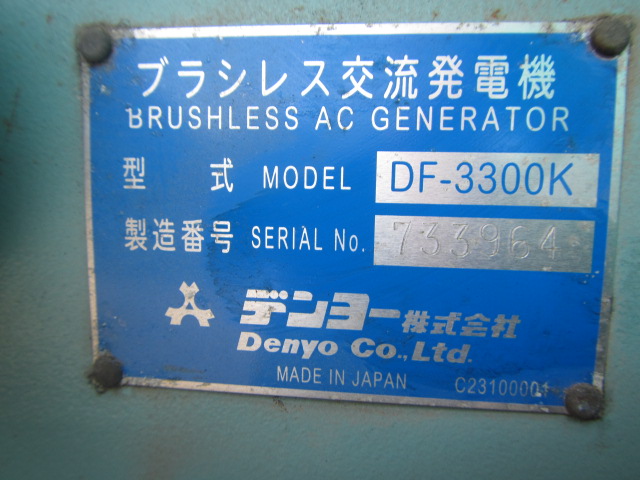 ブラシレス交流発電機
BRUSHLESS AC GENERATOR
型 式 MODEL DF-3300K
製造番号 SERIAL No. 733964
デンヨー株式会社
Denyo Co., Ltd.
MADE IN JAPAN C23100001